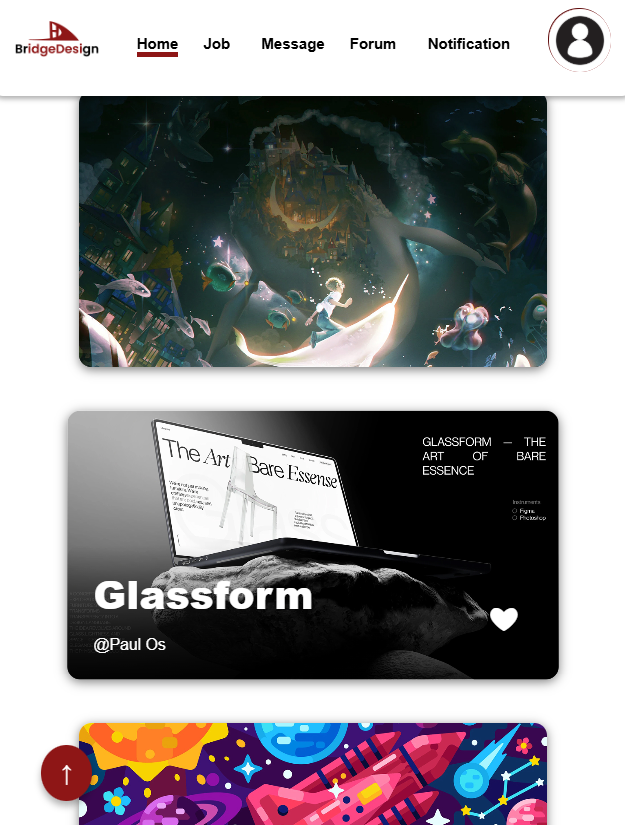 BridgeDesign
Home
Job
Message
Forum
Notification
The Art
Bare Essense
GLASSFORM — THE
ART OF BARE
ESSENCE
Instruments
Figma
Photoshop
Glassform
@Paul Os
↑